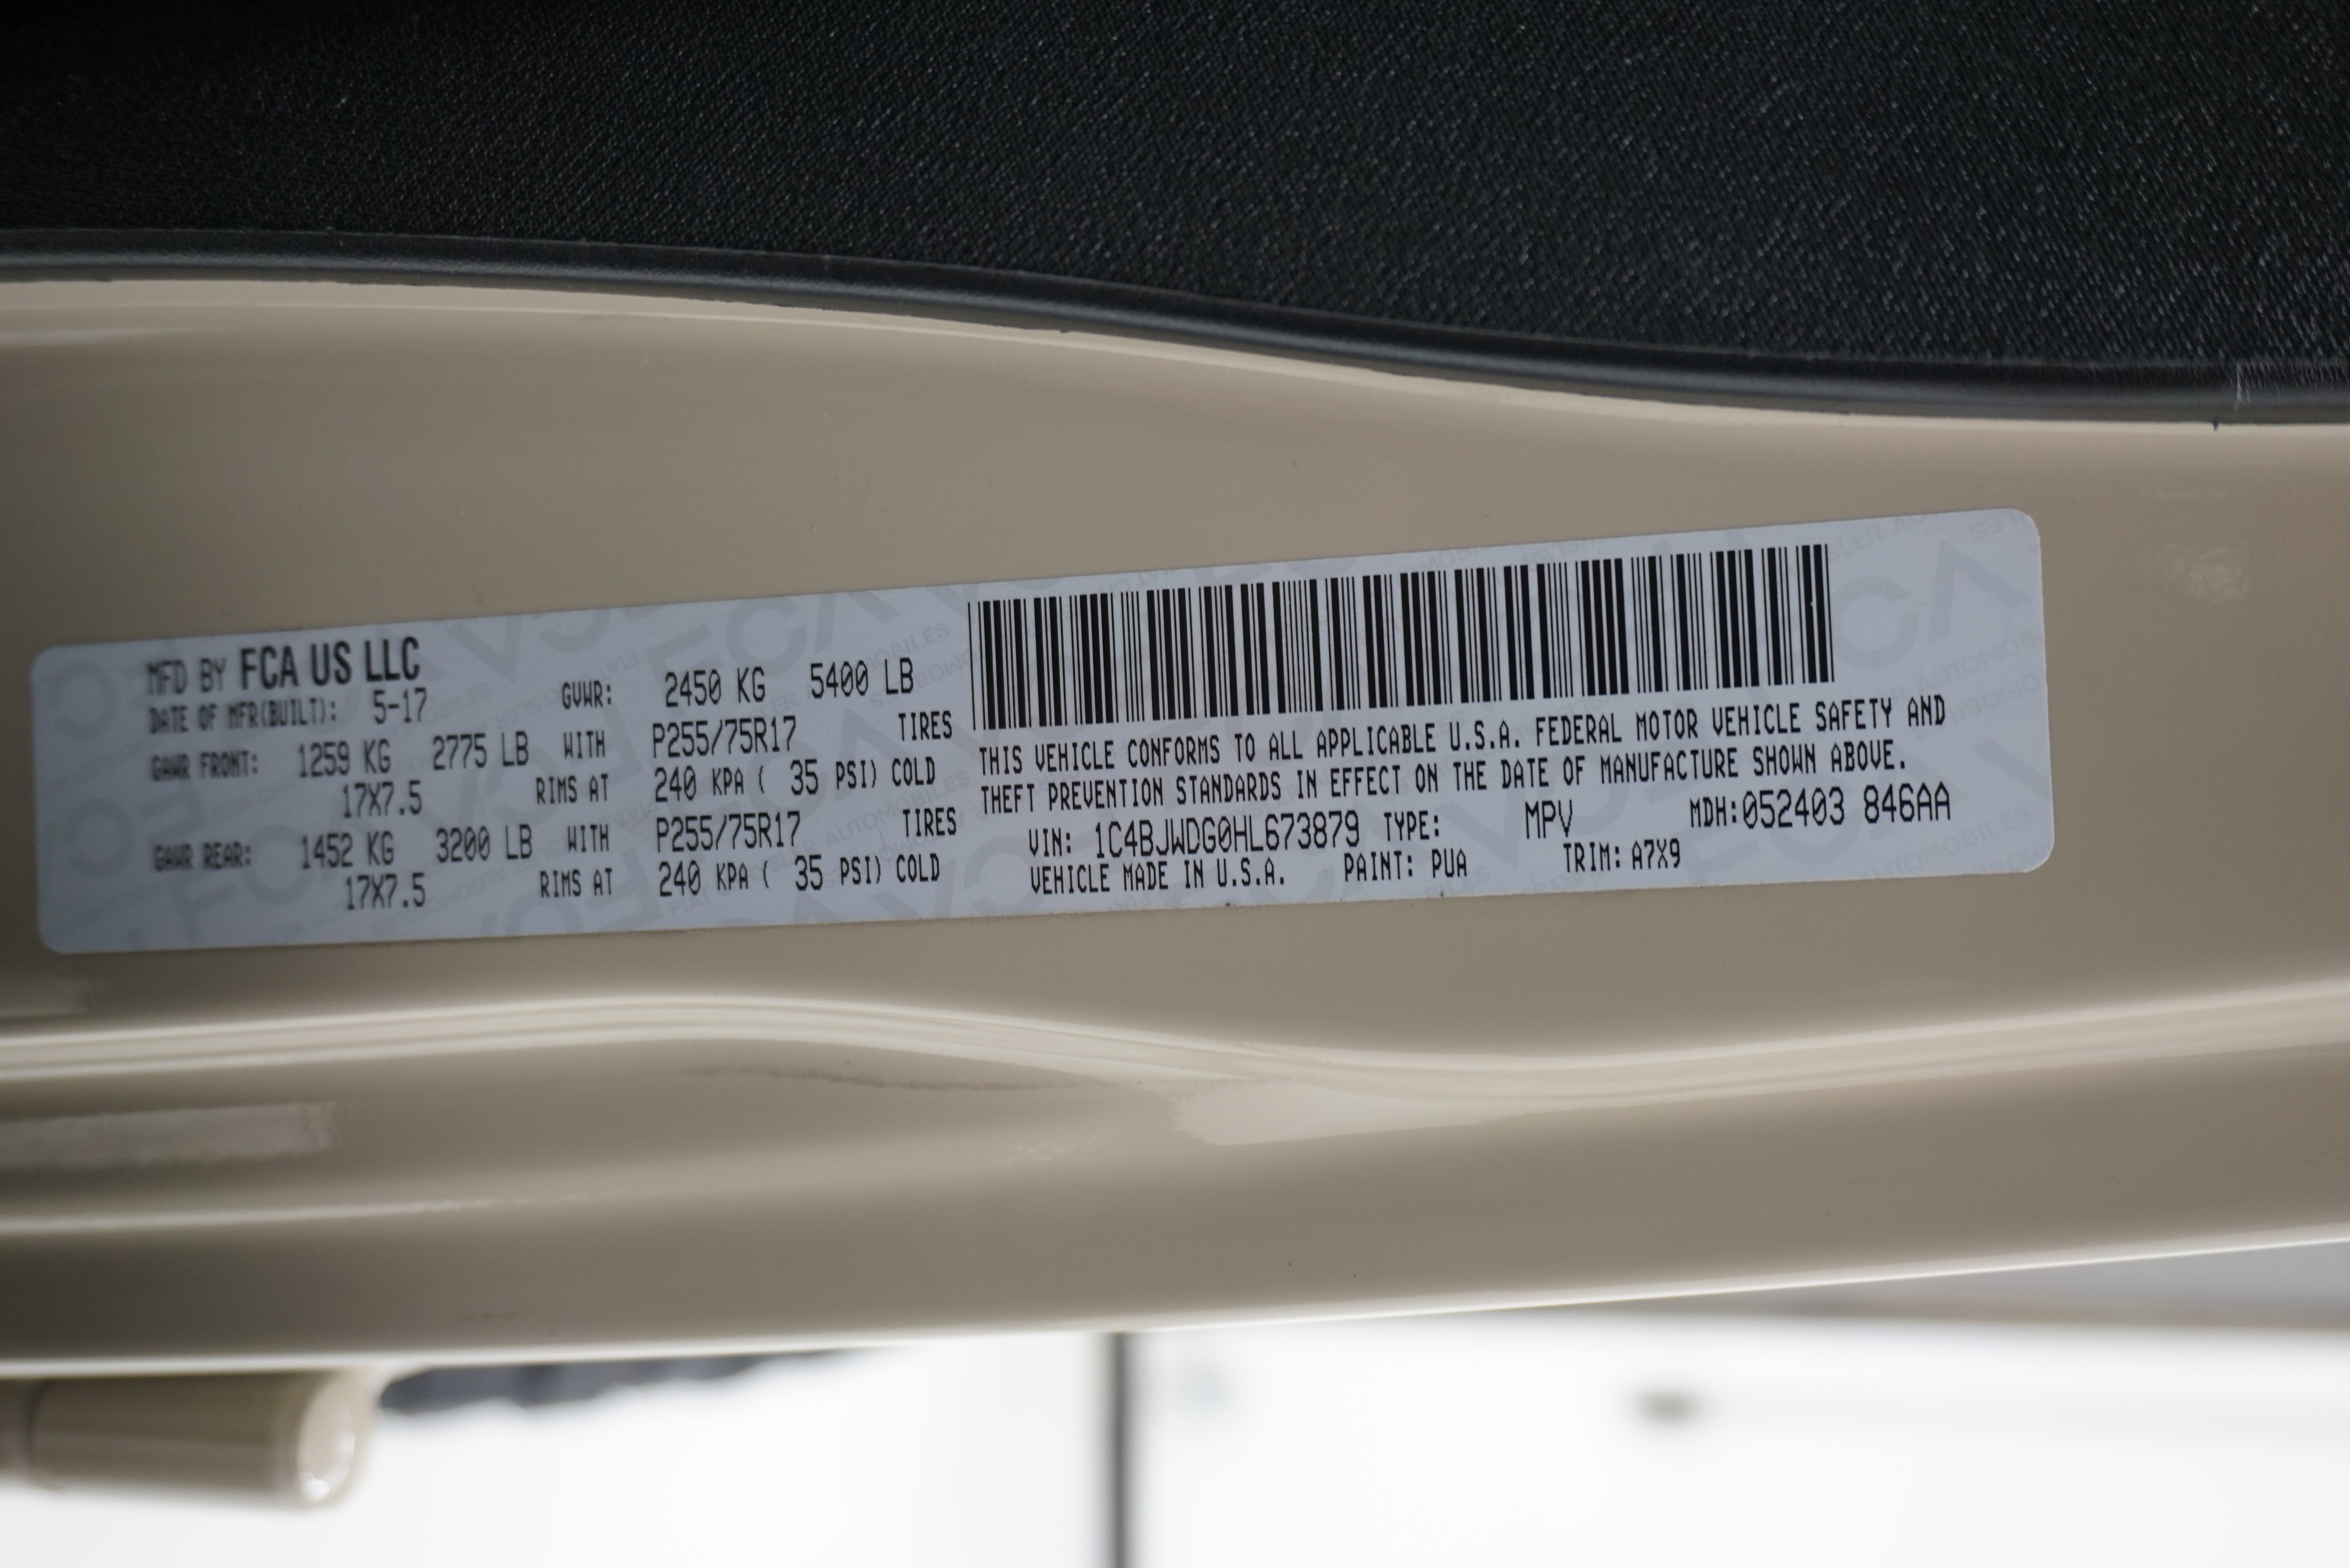 MFD BY FCA US LLC
DATE OF MFR(BUILT): 5-17 GVWR: 2450 KG 5400 LB
GAWR FRONT: 1259 KG 2775 LB WITH P255/75R17 TIRES
17X7.5 RIMS AT 240 KPA ( 35 PSI) COLD
GAWR REAR: 1452 KG 3200 LB WITH P255/75R17 TIRES
17X7.5 RIMS AT 240 KPA ( 35 PSI) COLD
THIS VEHICLE CONFORMS TO ALL APPLICABLE U.S.A. FEDERAL MOTOR VEHICLE SAFETY AND
THEFT PREVENTION STANDARDS IN EFFECT ON THE DATE OF MANUFACTURE SHOWN ABOVE.
VIN: 1C4BJWDG0HL673879 TYPE: MPV MDH:052403 846AA
VEHICLE MADE IN U.S.A. PAINT: PUA TRIM: A7X9